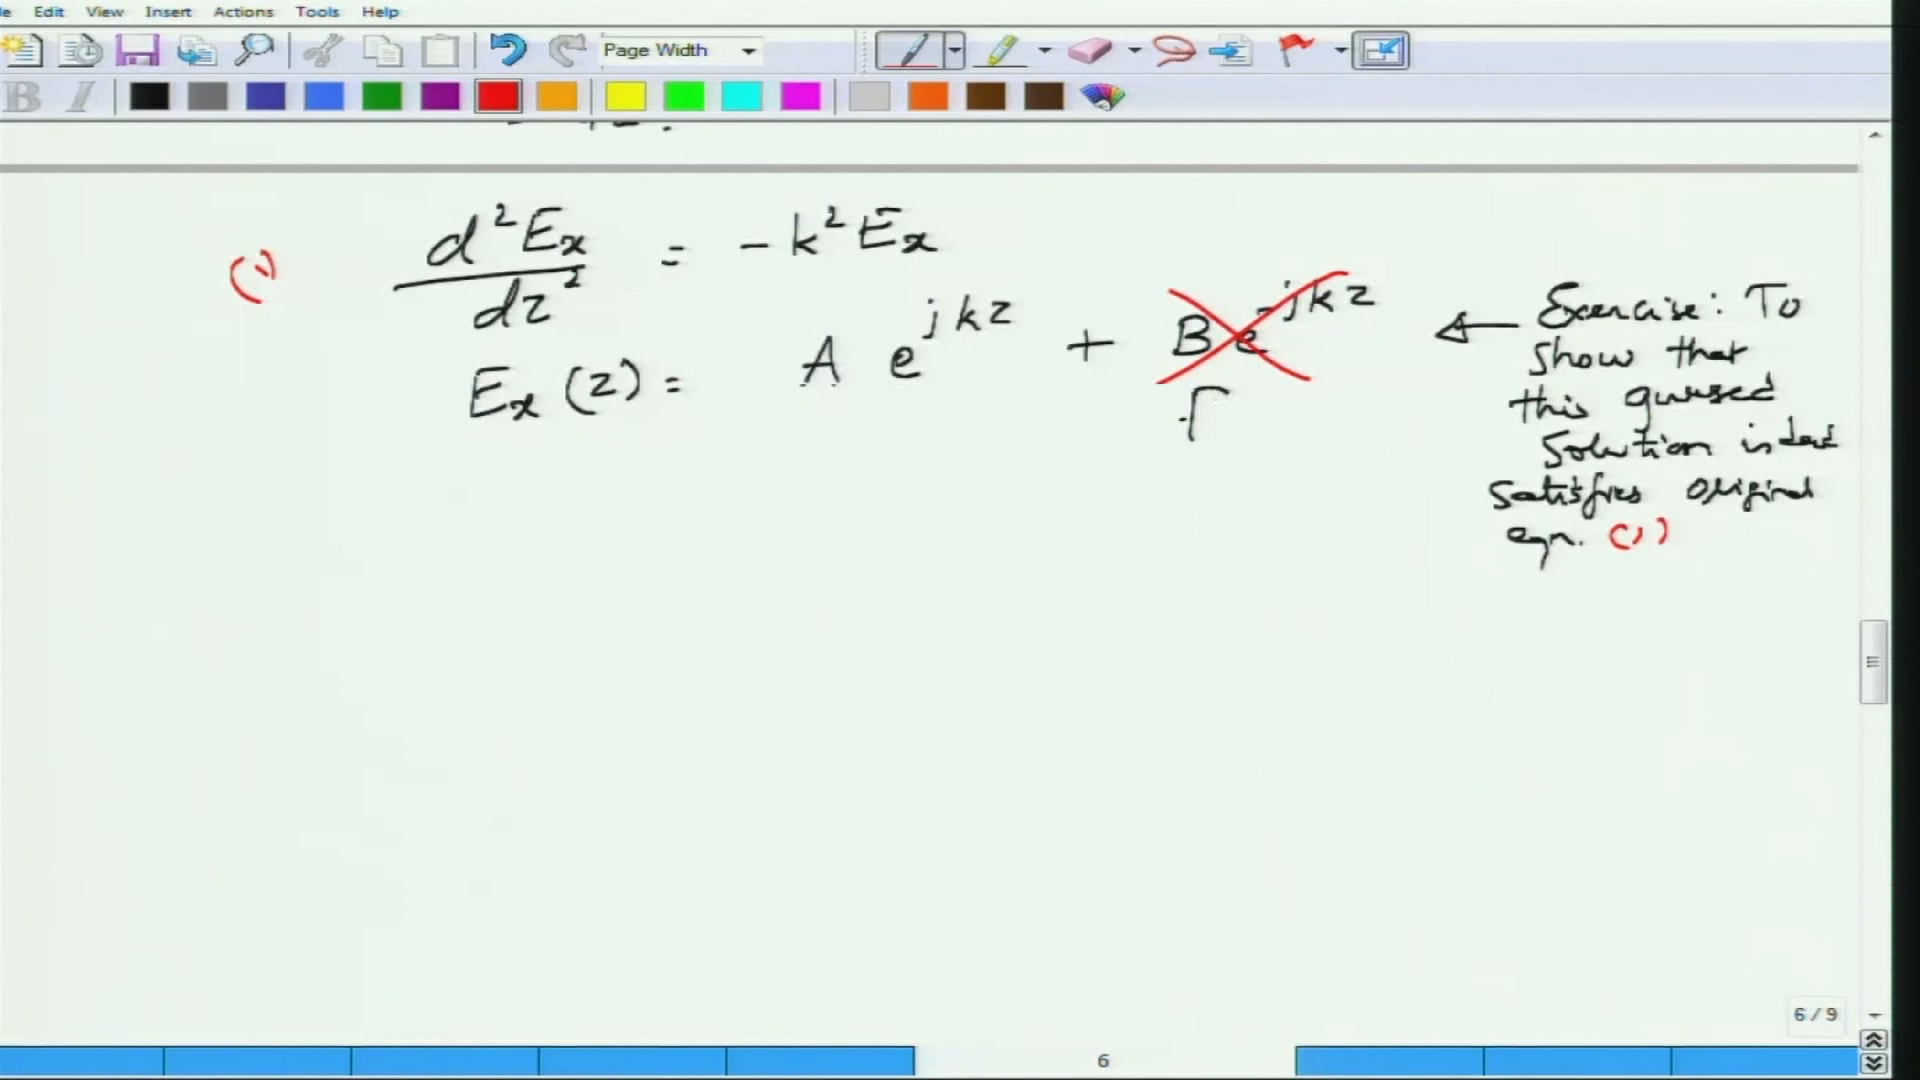 Edit View Insert Actions Tools Help
Page Width
B I
(1) d²Eₓ/dz² = -k²Eₓ
Eₓ(z) = A e^{jkz} + B e^{-jkz}
Exercise: To
Show that
this guessed
Solution indeed
Satisfies original
eqn. (1)
6 / 9
6